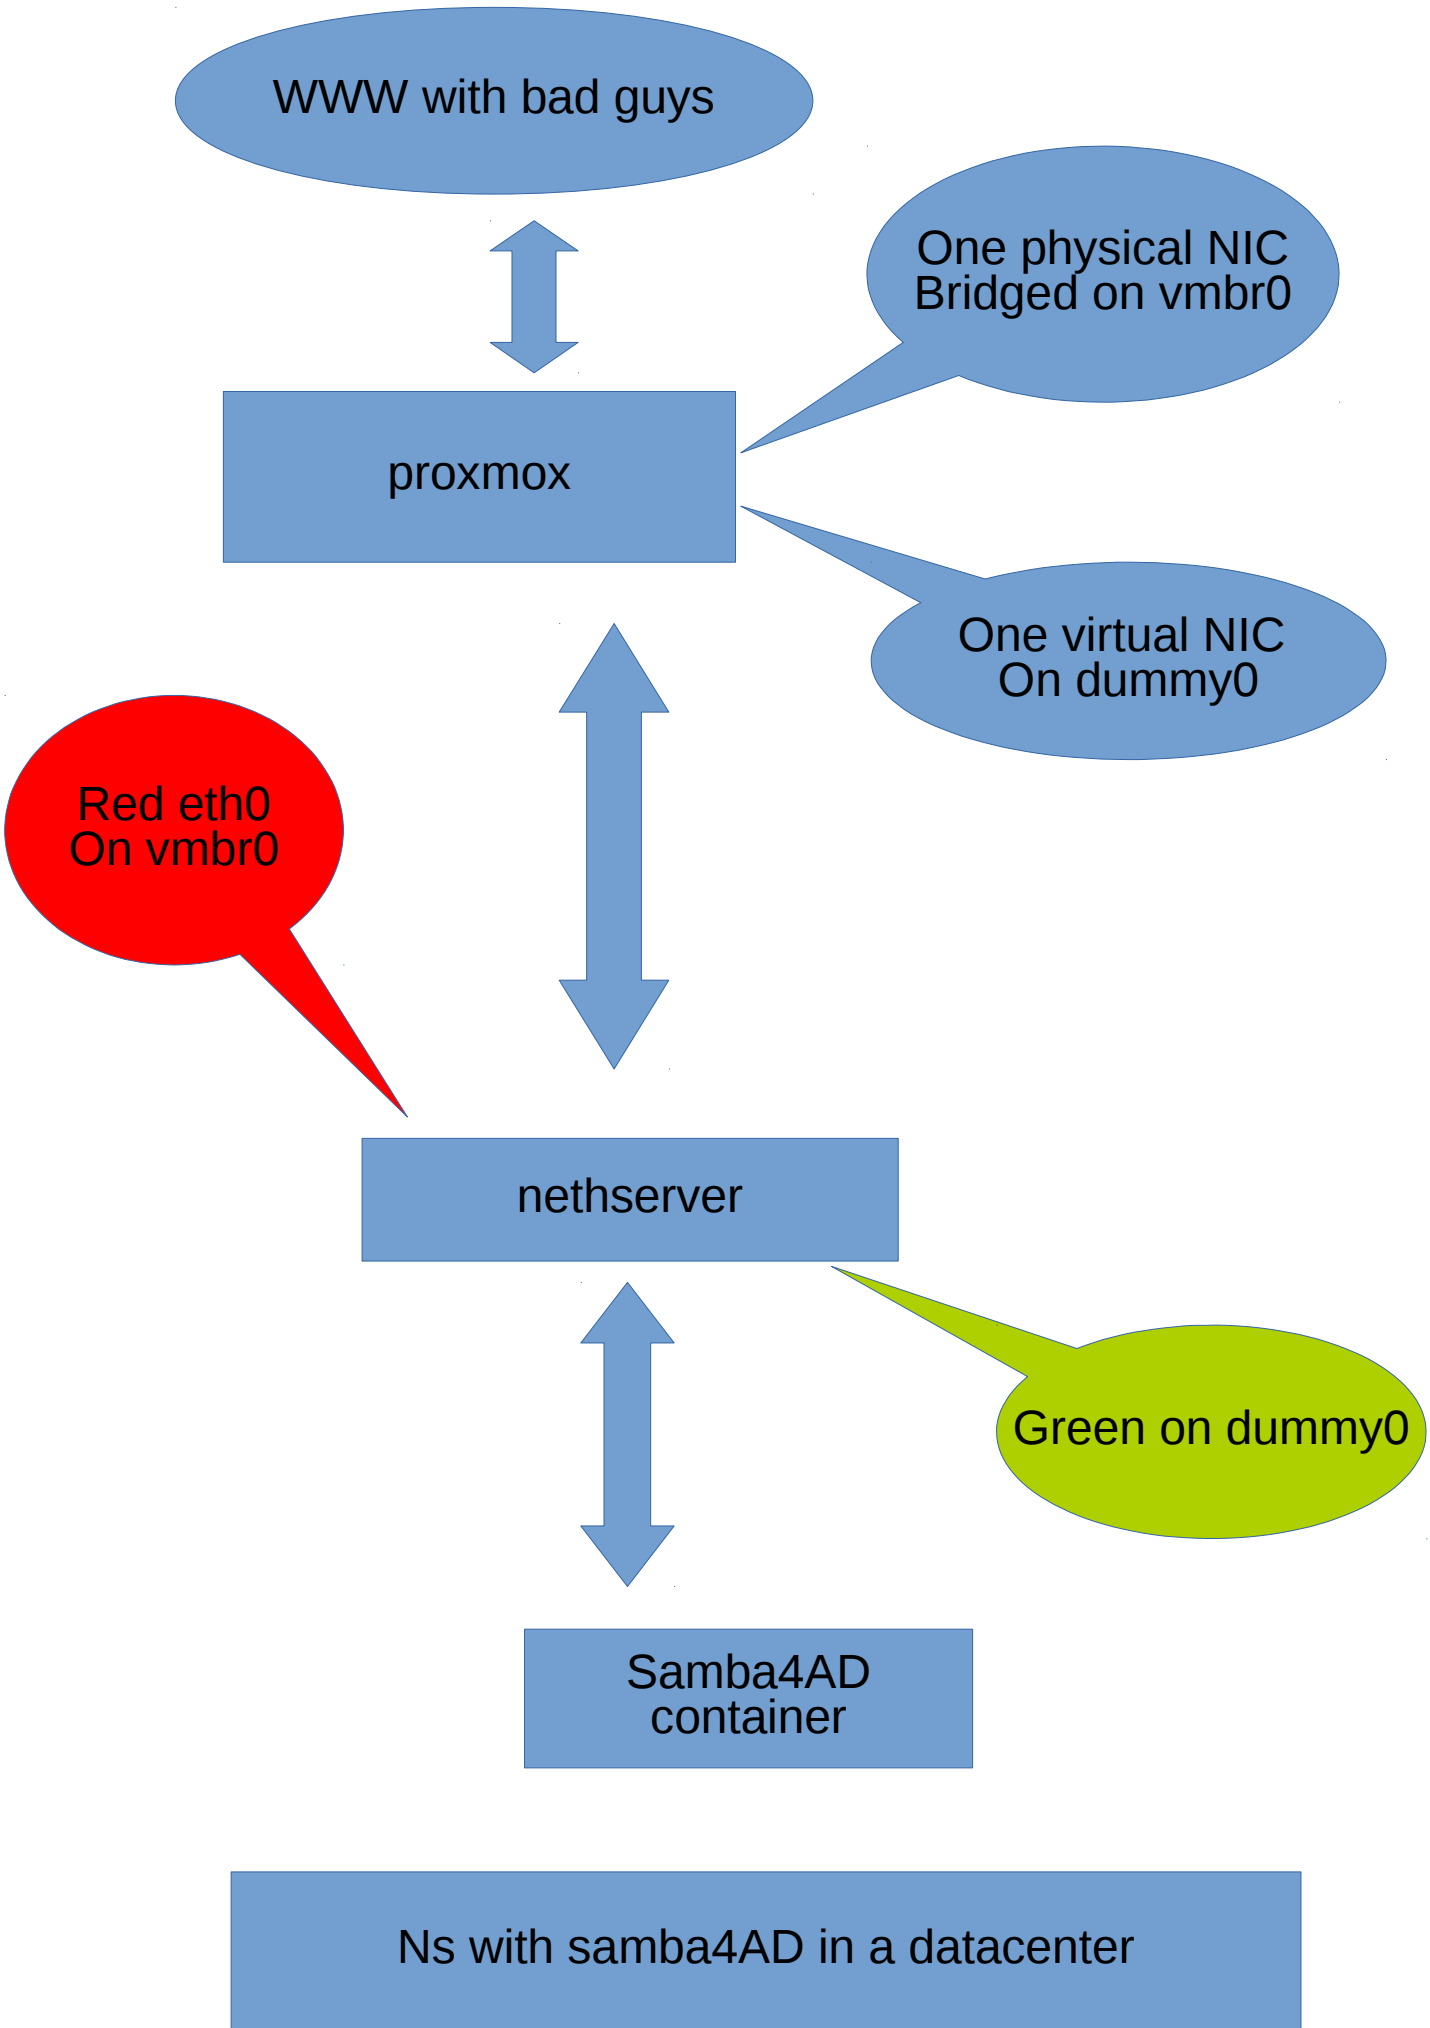 WWW with bad guys
One physical NIC
Bridged on vmbr0
proxmox
One virtual NIC
On dummy0
Red eth0
On vmbr0
nethserver
Green on dummy0
Samba4AD
container
Ns with samba4AD in a datacenter